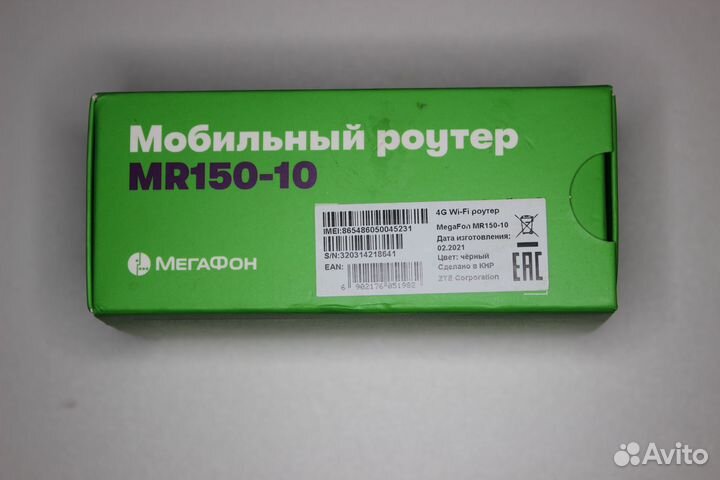 Мобильный роутер
MR150-10
МЕГАФОН
IMEI:865486050045231
S/N:320314218641
EAN:
6 902176 051982
4G Wi-Fi роутер
MegaFon MR150-10
Дата изготовления:
02.2021
Цвет: чёрный
Сделано в КНР
ZTE Corporation
EAC
Avito